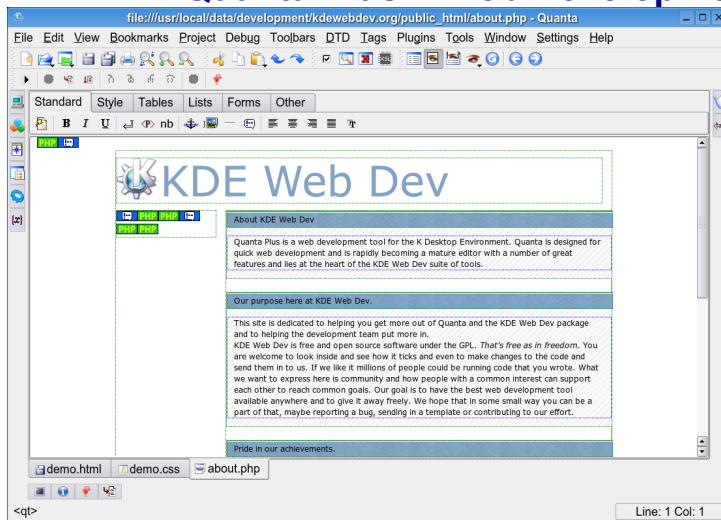 file:///usr/local/data/development/kdewebdev.org/public_html/about.php - Quanta
File Edit View Bookmarks Project Debug Toolbars DTD Tags Plugins Tools Window Settings Help
Standard Style Tables Lists Forms Other
B I U <P> nb
PHP
KDE Web Dev
PHP PHP
PHP PHP
About KDE Web Dev
Quanta Plus is a web development tool for the K Desktop Environment. Quanta is designed for
quick web development and is rapidly becoming a mature editor with a number of great
features and lies at the heart of the KDE Web Dev suite of tools.
Our purpose here at KDE Web Dev.
This site is dedicated to helping you get more out of Quanta and the KDE Web Dev package
and to helping the development team put more in.
KDE Web Dev is free and open source software under the GPL. That's free as in freedom. You
are welcome to look inside and see how it ticks and even to make changes to the code and
send them in to us. If we like it millions of people could be running code that you wrote. What
we want to express here is community and how people with a common interest can support
each other to reach common goals. Our goal is to have the best web development tool
available anywhere and to give it away freely. We hope that in some small way you can be a
part of that, maybe reporting a bug, sending in a template or contributing to our effort.
Pride in our achievements.
demo.html demo.css about.php
<qt>
Line: 1 Col: 1